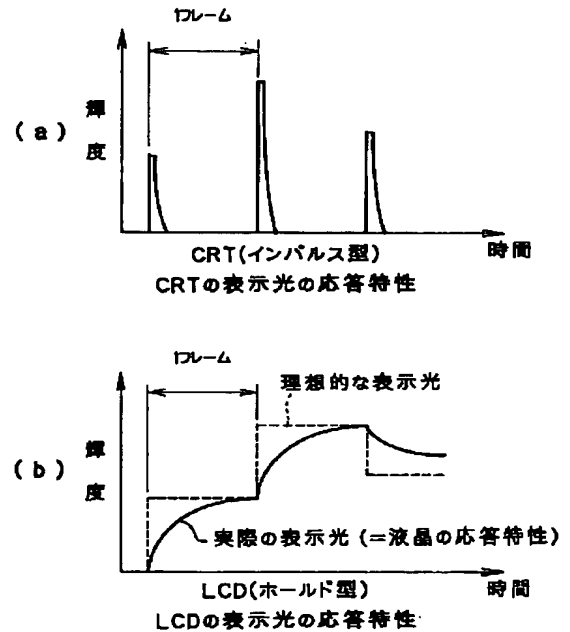 1フレーム
(a)
輝度
時間
CRT(インパルス型)
CRTの表示光の応答特性
1フレーム
理想的な表示光
(b)
輝度
実際の表示光(=液晶の応答特性)
時間
LCD(ホールド型)
LCDの表示光の応答特性